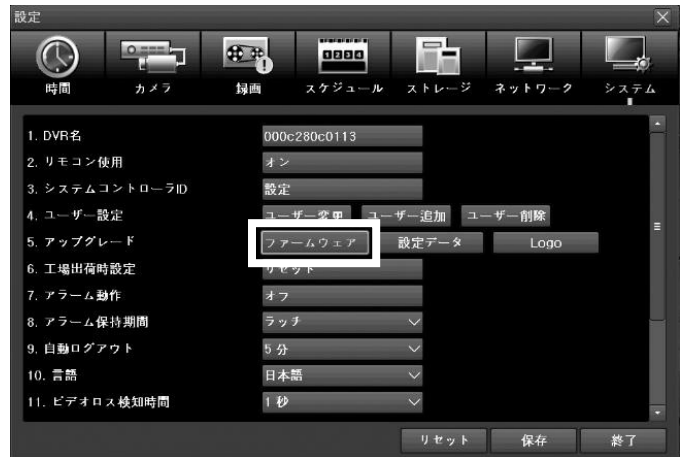 設定
時間 カメラ 録画 スケジュール ストレージ ネットワーク システム
1. DVR名 000c280c0113
2. リモコン使用 オン
3. システムコントローラID 設定
4. ユーザー設定 ユーザー変更 ユーザー追加 ユーザー削除
5. アップグレード ファームウェア 設定データ Logo
6. 工場出荷時設定 リセット
7. アラーム動作 オフ
8. アラーム保持期間 ラッチ
9. 自動ログアウト 5 分
10. 言語 日本語
11. ビデオロス検知時間 1 秒
リセット 保存 終了